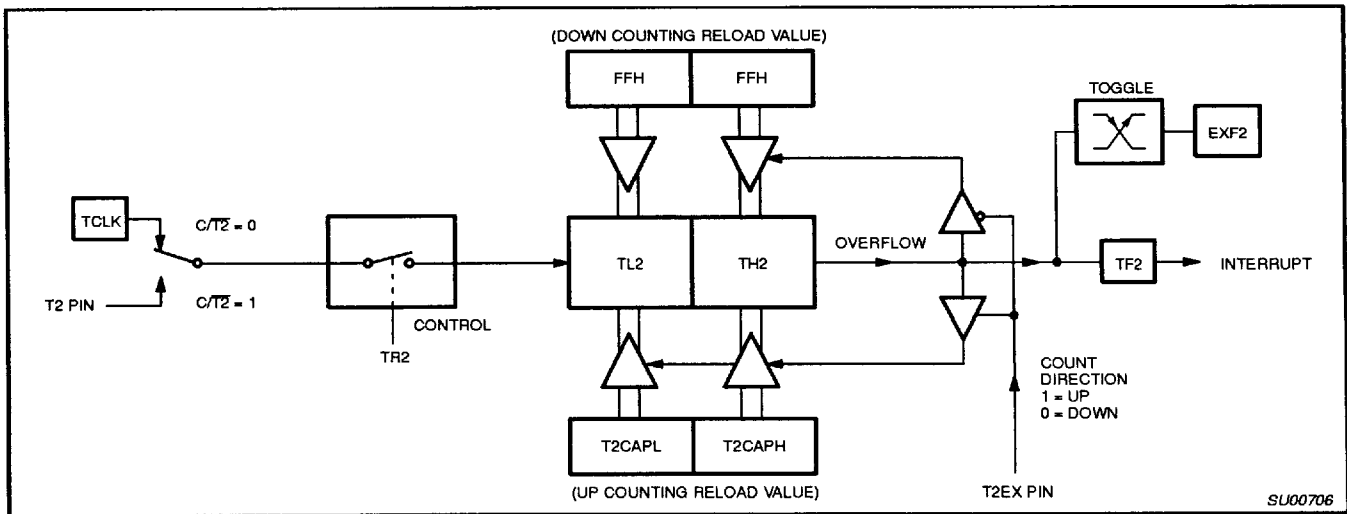 (DOWN COUNTING RELOAD VALUE)
FFH
FFH
TOGGLE
EXF2
TCLK
C/T2 = 0
TL2
TH2
OVERFLOW
TF2
INTERRUPT
T2 PIN
C/T2 = 1
CONTROL
TR2
COUNT
DIRECTION
1 = UP
0 = DOWN
T2CAPL
T2CAPH
(UP COUNTING RELOAD VALUE)
T2EX PIN
SU00706